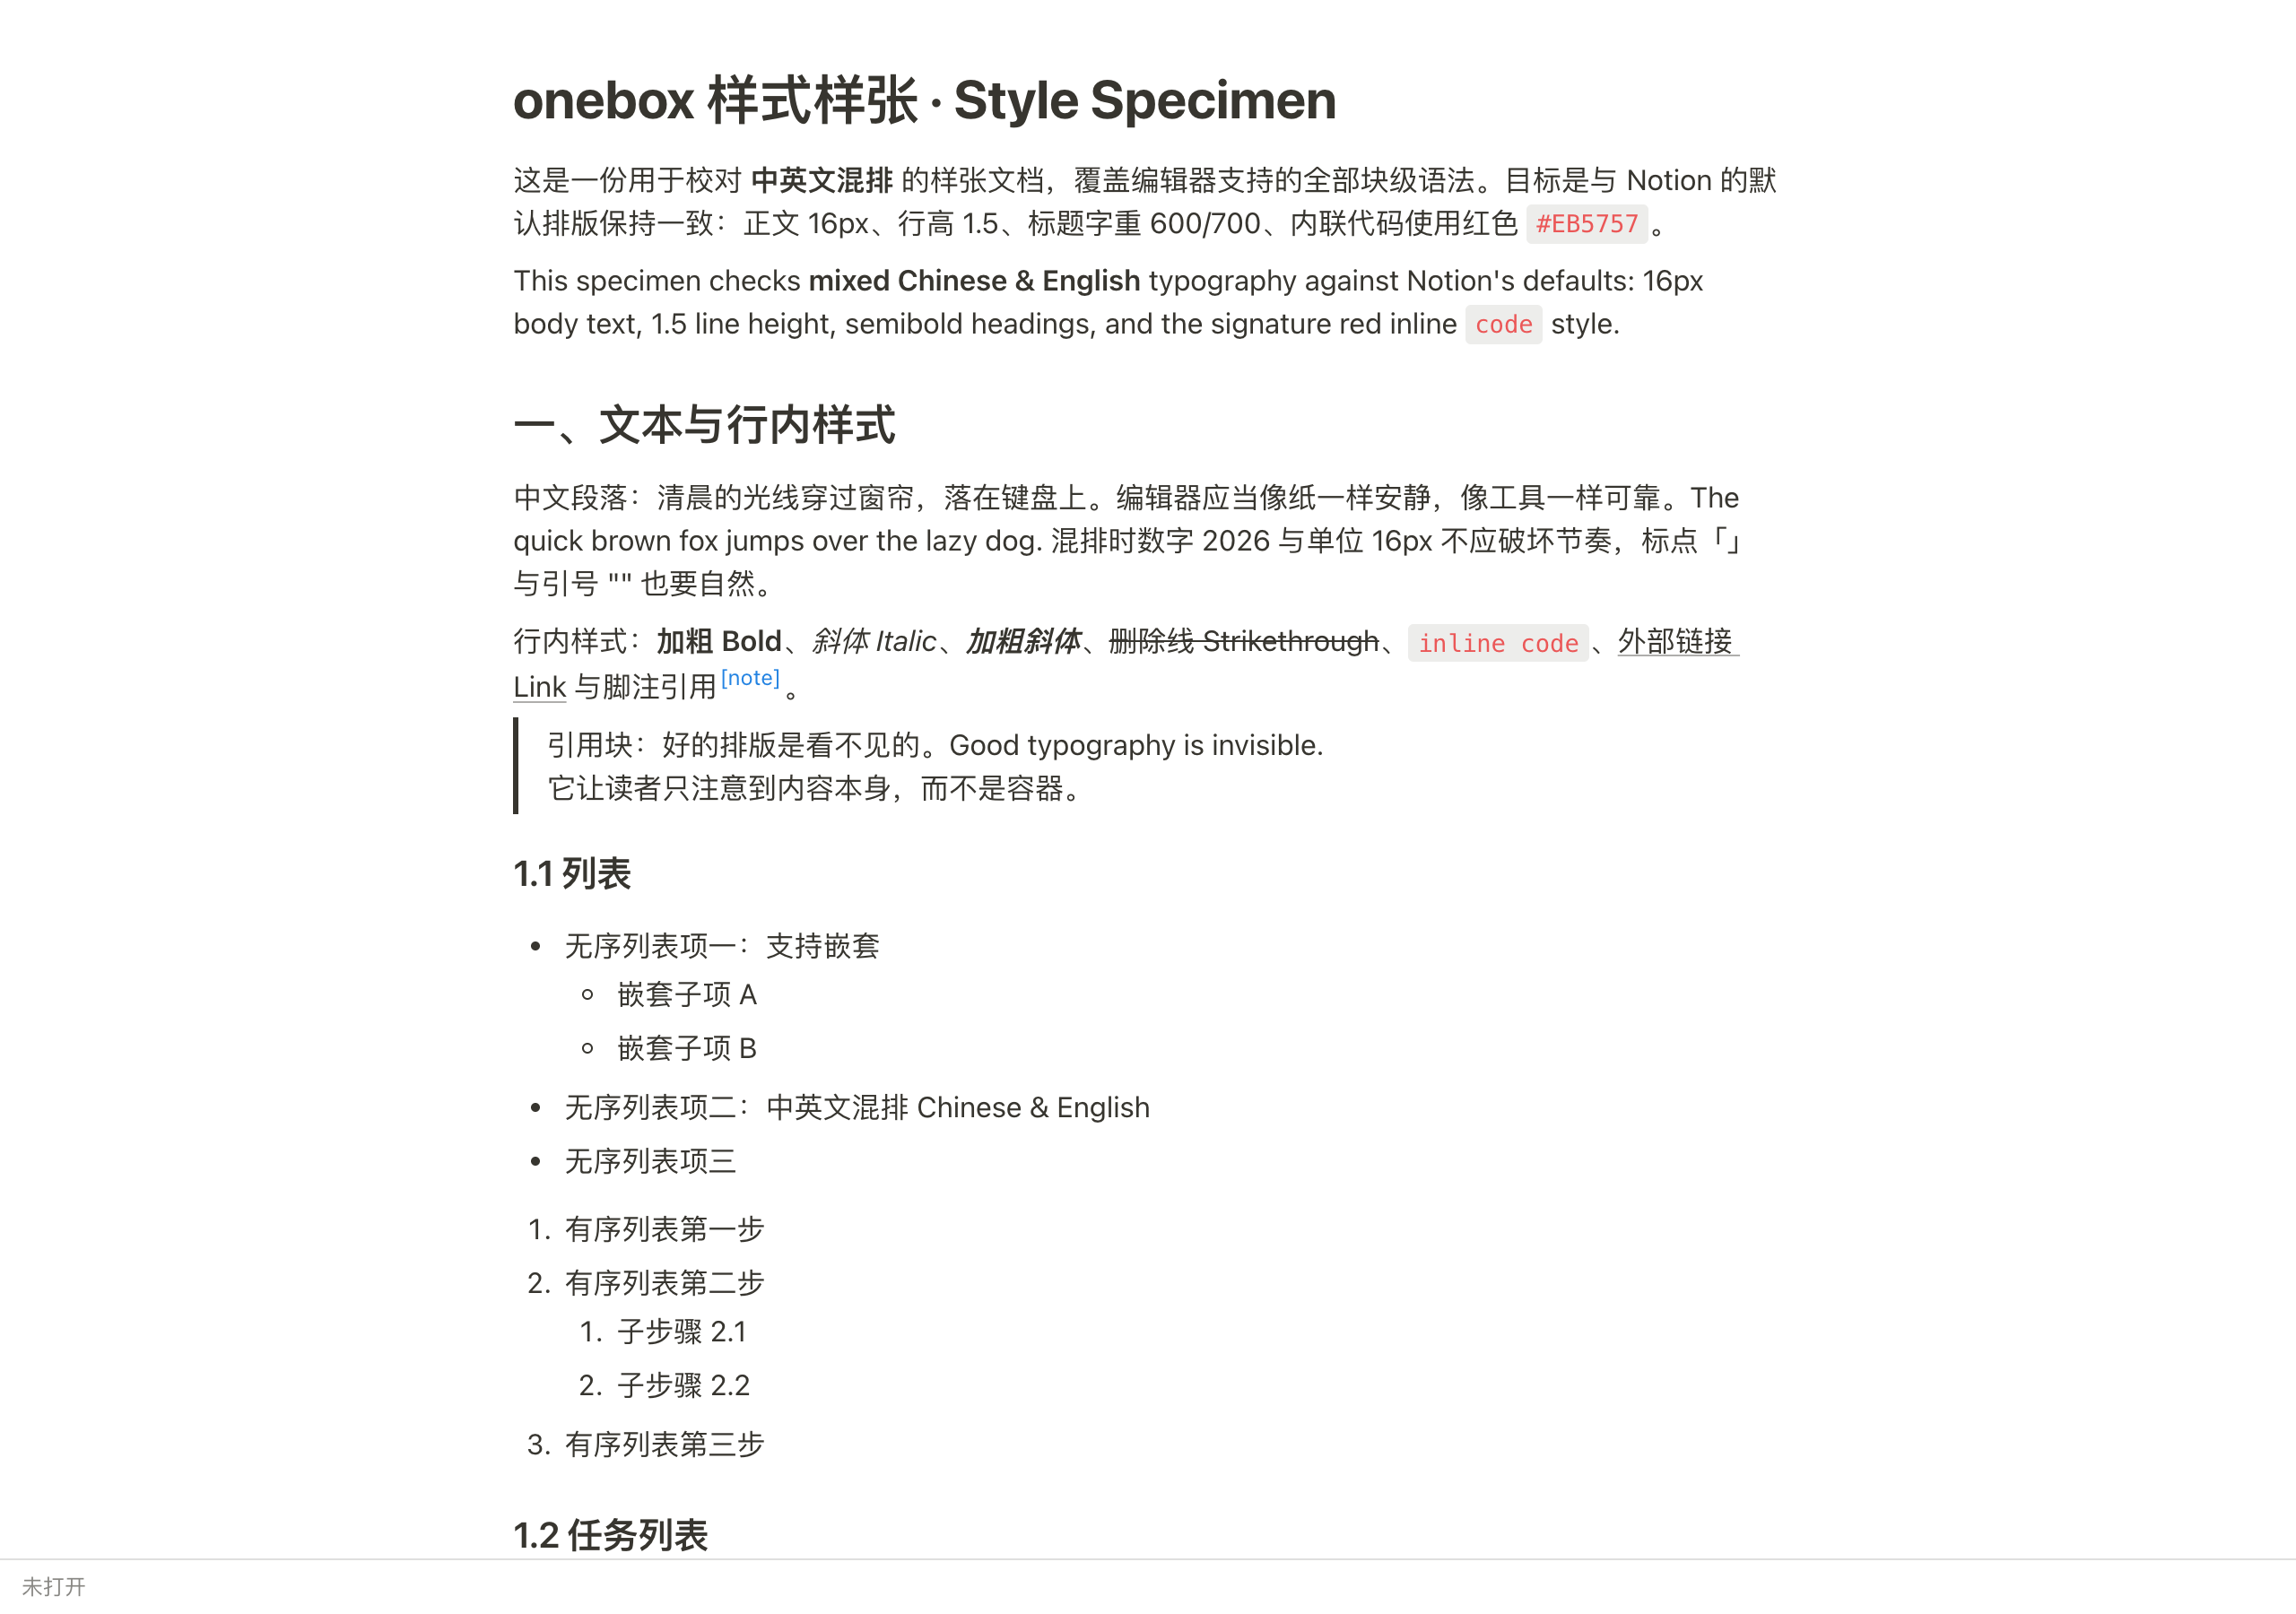 onebox 样式样张 · Style Specimen
这是一份用于校对 中英文混排 的样张文档，覆盖编辑器支持的全部块级语法。目标是与 Notion 的默
认排版保持一致：正文 16px、行高 1.5、标题字重 600/700、内联代码使用红色 #EB5757 。
This specimen checks mixed Chinese & English typography against Notion's defaults: 16px
body text, 1.5 line height, semibold headings, and the signature red inline code style.
一、文本与行内样式
中文段落：清晨的光线穿过窗帘，落在键盘上。编辑器应当像纸一样安静，像工具一样可靠。The
quick brown fox jumps over the lazy dog. 混排时数字 2026 与单位 16px 不应破坏节奏，标点「」
与引号 "" 也要自然。
行内样式：加粗 Bold、斜体 Italic、加粗斜体、删除线 Strikethrough、 inline code 、外部链接
Link 与脚注引用[note] 。
引用块：好的排版是看不见的。Good typography is invisible.
它让读者只注意到内容本身，而不是容器。
1.1 列表
• 无序列表项一：支持嵌套
◦ 嵌套子项 A
◦ 嵌套子项 B
• 无序列表项二：中英文混排 Chinese & English
• 无序列表项三
1. 有序列表第一步
2. 有序列表第二步
1. 子步骤 2.1
2. 子步骤 2.2
3. 有序列表第三步
1.2 任务列表
未打开